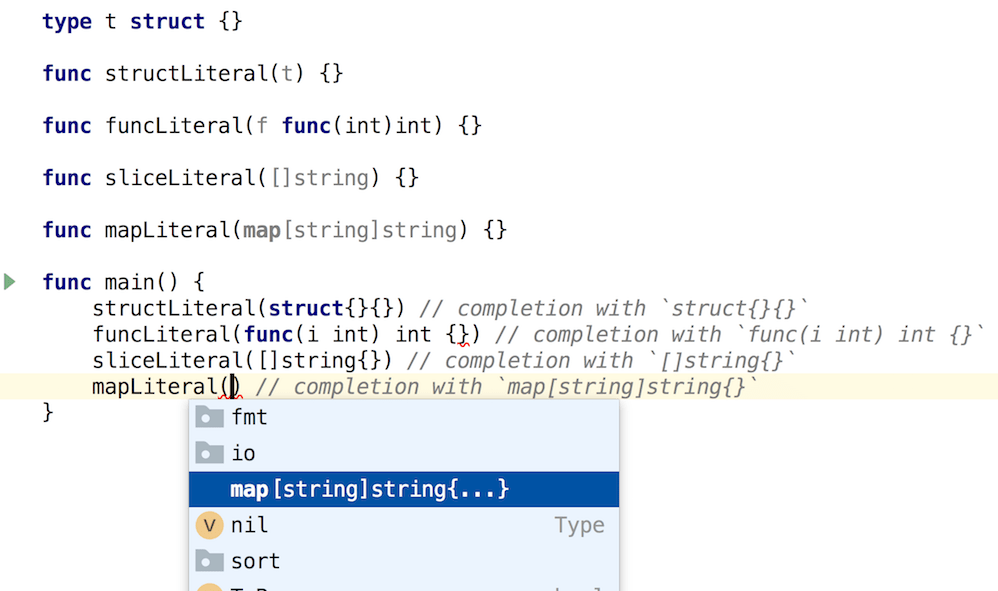 type t struct {}
func structLiteral(t) {}
func funcLiteral(f func(int)int) {}
func sliceLiteral([]string) {}
func mapLiteral(map[string]string) {}
func main() {
structLiteral(struct{}{}) // completion with `struct{}{}`
funcLiteral(func(i int) int {}) // completion with `func(i int) int {}`
sliceLiteral([]string{}) // completion with `[]string{}`
mapLiteral() // completion with `map[string]string{}`
}
fmt
io
map[string]string{...}
V nil Type
sort